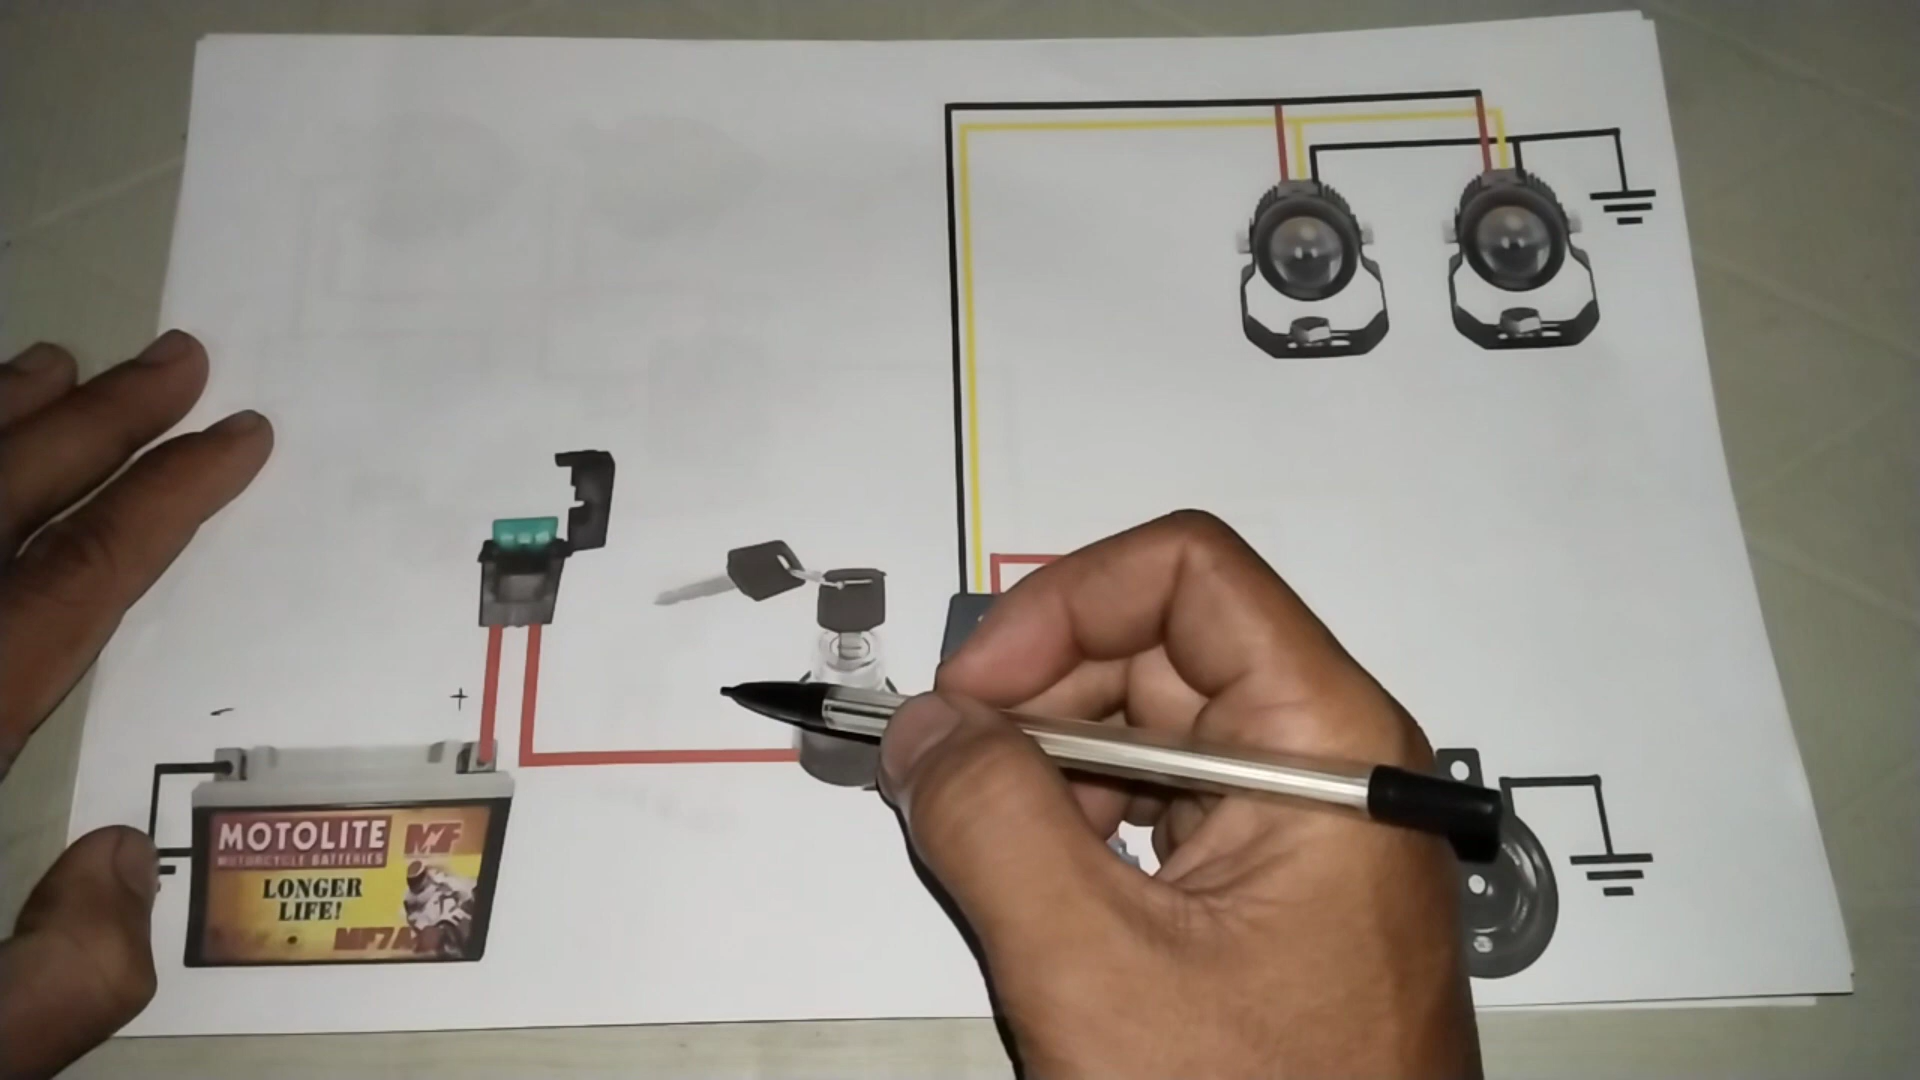 -
+
MOTOLITE
MF
MOTORCYCLE BATTERIES
LONGER
LIFE!